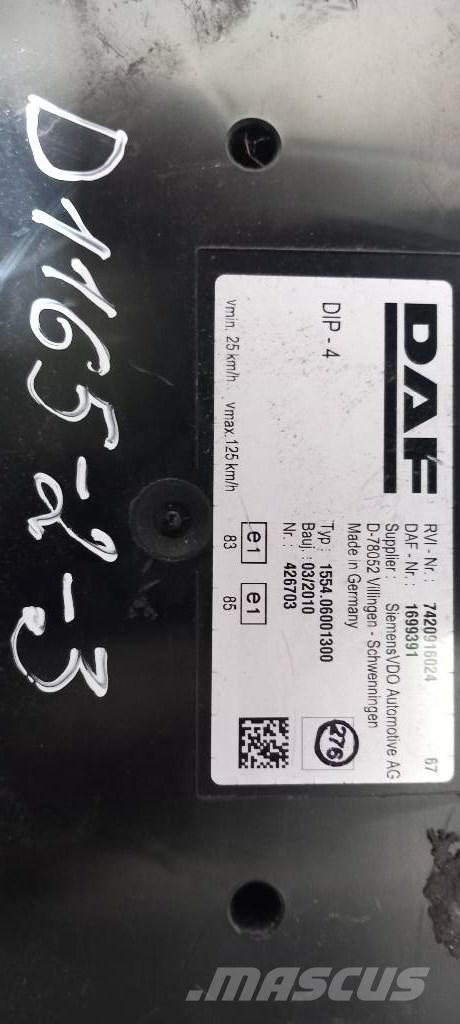 D1165-2-3
DAF
DIP - 4
vmin. 25 km/h vmax.125 km/h
RVI - Nr. : 7420916024 67
DAF - Nr. : 1699391
Supplier : SiemensVDO Automotive AG
D-78052 Villingen - Schwenningen
Made in Germany
Typ : 1554.06001300
Bauj. : 03/2010
Nr. : 426703
e1 e1
83 85
276
MASCUS